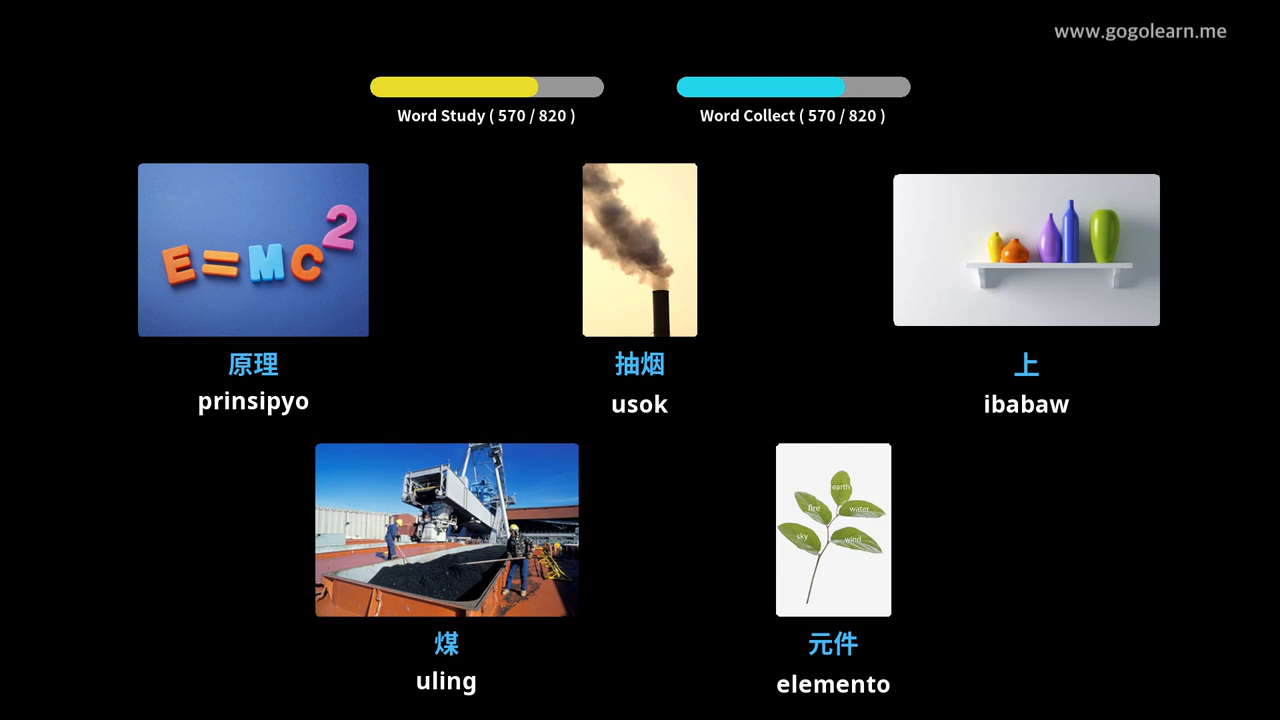 www.gogolearn.me
Word Study ( 570 / 820 )
Word Collect ( 570 / 820 )
E=MC2
原理
prinsipyo
抽烟
usok
上
ibabaw
煤
uling
earth
fire
water
sky
wind
元件
elemento